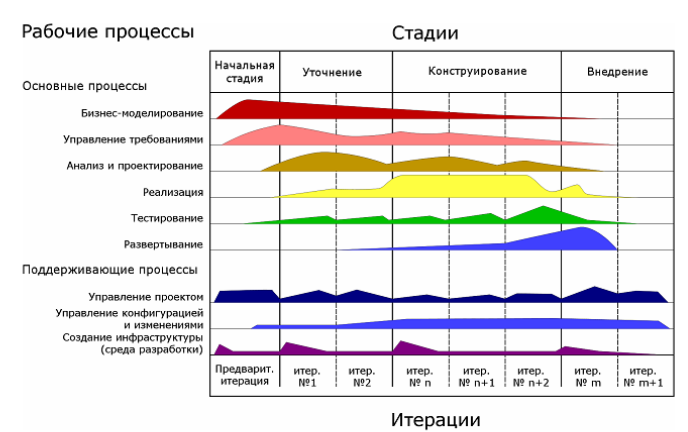 Рабочие процессы
Стадии
Начальная
стадия
Уточнение
Конструирование
Внедрение
Основные процессы
Бизнес-моделирование
Управление требованиями
Анализ и проектирование
Реализация
Тестирование
Развертывание
Поддерживающие процессы
Управление проектом
Управление конфигурацией
и изменениями
Создание инфраструктуры
(среда разработки)
Предварит.
итерация
итер.
№1
итер.
№2
итер.
№ n
итер.
№ n+1
итер.
№ n+2
итер.
№ m
итер.
№ m+1
Итерации